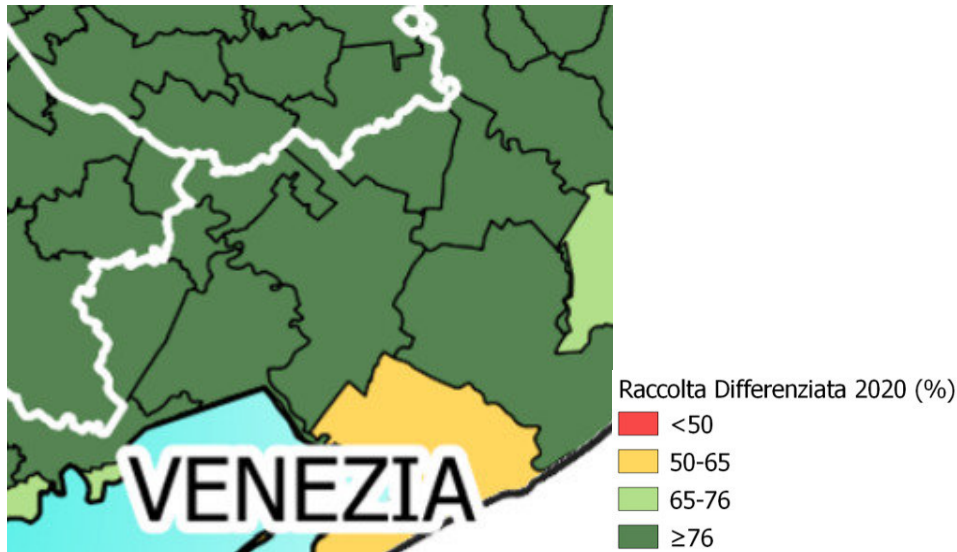 VENEZIA
Raccolta Differenziata 2020 (%)
<50
50-65
65-76
≥76